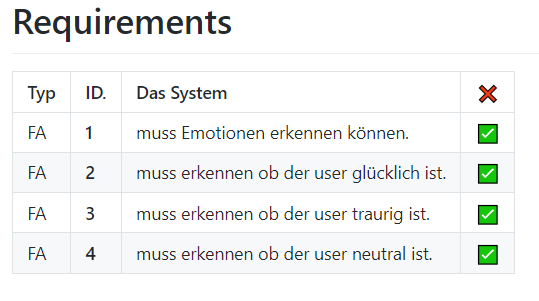 Requirements
Typ ID. Das System ❌
FA 1 muss Emotionen erkennen können. ✅
FA 2 muss erkennen ob der user glücklich ist. ✅
FA 3 muss erkennen ob der user traurig ist. ✅
FA 4 muss erkennen ob der user neutral ist. ✅